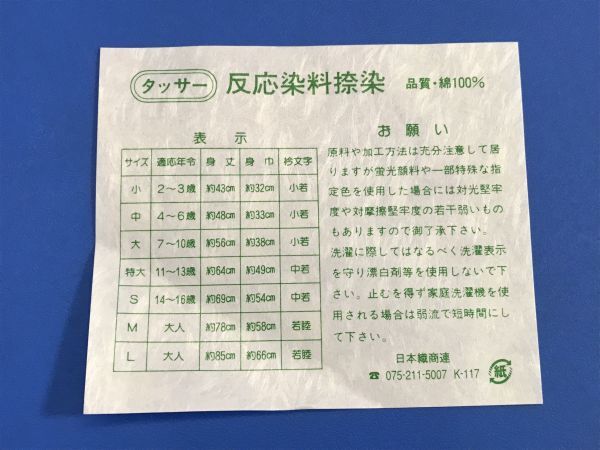 タッサー 反応染料捺染 品質・綿100%
表示
サイズ 適応年令 身丈 身巾 衿文字
小 2～3歳 約43cm 約32cm 小若
中 4～6歳 約48cm 約33cm 小若
大 7～10歳 約56cm 約38cm 小若
特大 11～13歳 約64cm 約49cm 中若
S 14～16歳 約69cm 約54cm 中若
M 大人 約78cm 約58cm 若睦
L 大人 約85cm 約66cm 若睦
お願い
原料や加工方法は充分注意して居
りますが蛍光顔料や一部特殊な指
定色を使用した場合には対光堅牢
度や対摩擦堅牢度の若干弱いもの
もありますので御了承下さい。
洗濯に際してはなるべく洗濯表示
を守り漂白剤等を使用しないで下
さい。止むを得ず家庭洗濯機を使
用される場合は弱流で短時間にし
て下さい。
日本織商連
☎ 075-211-5007 K-117
紙